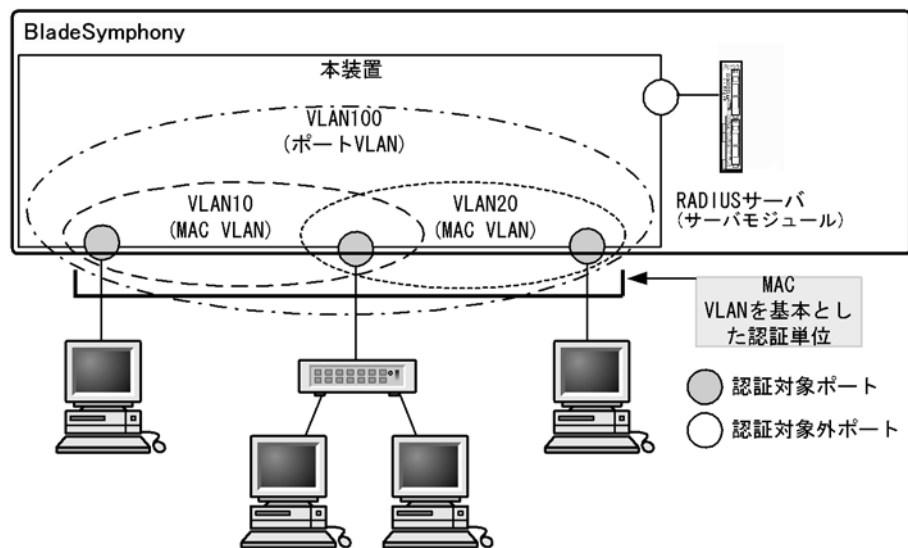 BladeSymphony
本装置
VLAN100
(ポートVLAN)
VLAN10
(MAC VLAN)
VLAN20
(MAC VLAN)
RADIUSサーバ
(サーバモジュール)
MAC
VLANを基本とし
た認証単位
認証対象ポート
認証対象外ポート